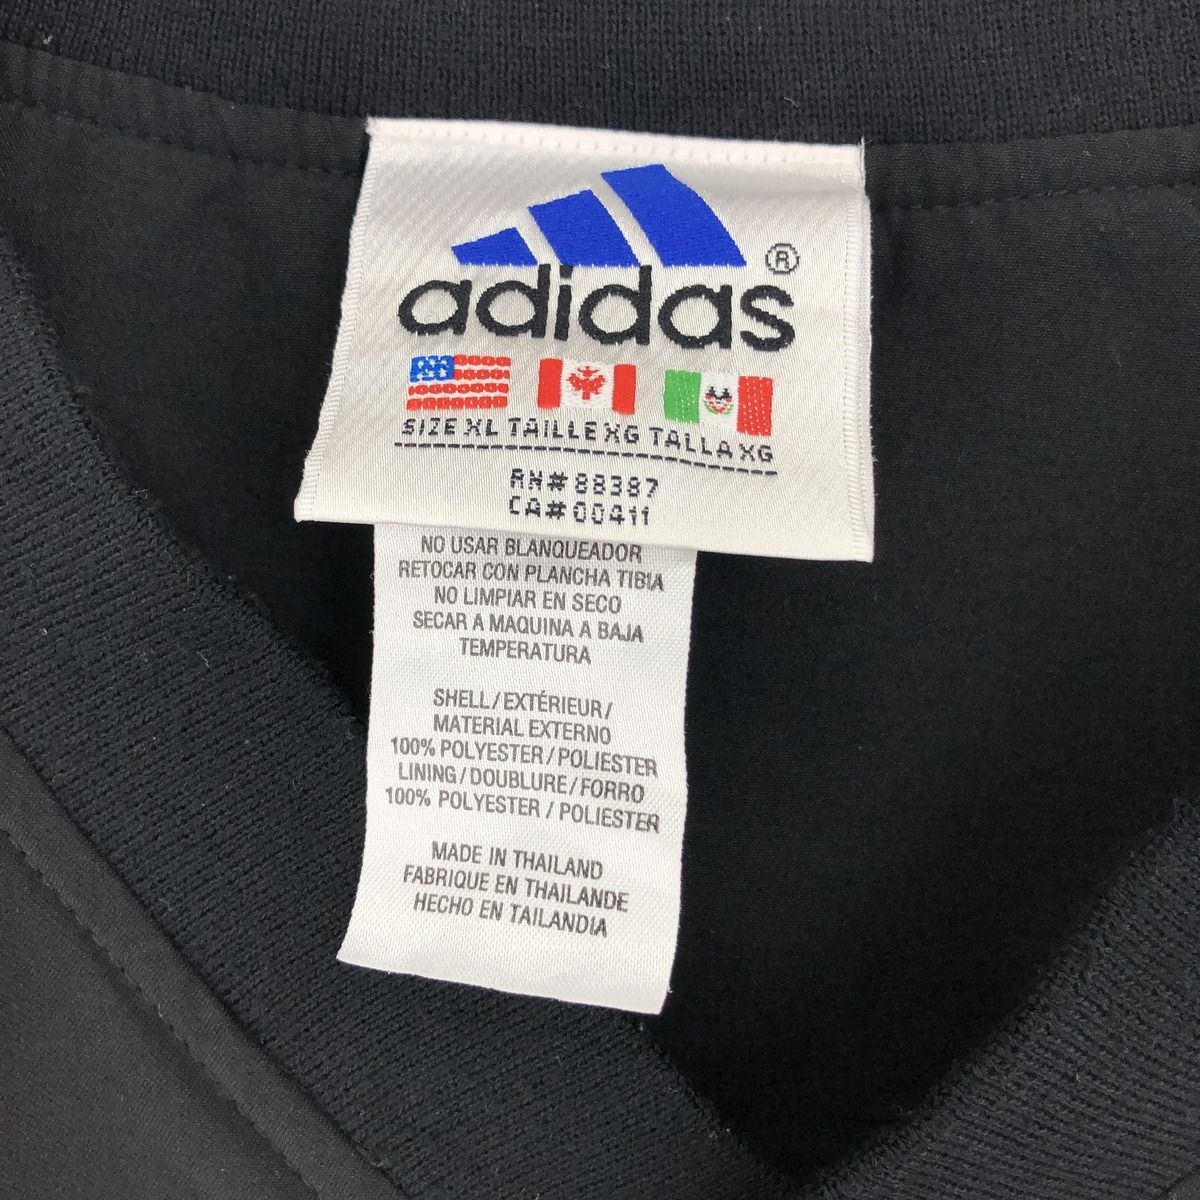 adidas®
SIZE XL TAILLE XG TALLA XG
RN# 88387
CA# 00411
NO USAR BLANQUEADOR
RETOCAR CON PLANCHA TIBIA
NO LIMPIAR EN SECO
SECAR A MAQUINA A BAJA
TEMPERATURA
SHELL/EXTÉRIEUR/
MATERIAL EXTERNO
100% POLYESTER/POLIESTER
LINING/DOUBLURE/FORRO
100% POLYESTER / POLIESTER
MADE IN THAILAND
FABRIQUE EN THAILANDE
HECHO EN TAILANDIA